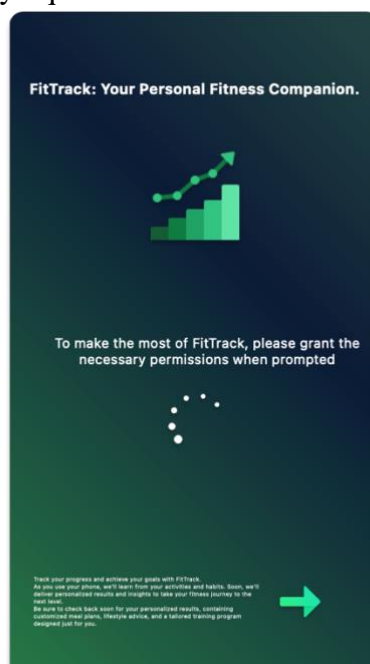 FitTrack: Your Personal Fitness Companion.
To make the most of FitTrack, please grant the
necessary permissions when prompted
Track your progress and achieve your goals with FitTrack.
As you use your phone, we'll learn from your activities and habits. Soon, we'll
deliver personalized results and insights to take your fitness journey to the
next level.
Be sure to check back soon for your personalized results, containing
customized meal plans, lifestyle advice, and a tailored training program
designed just for you.